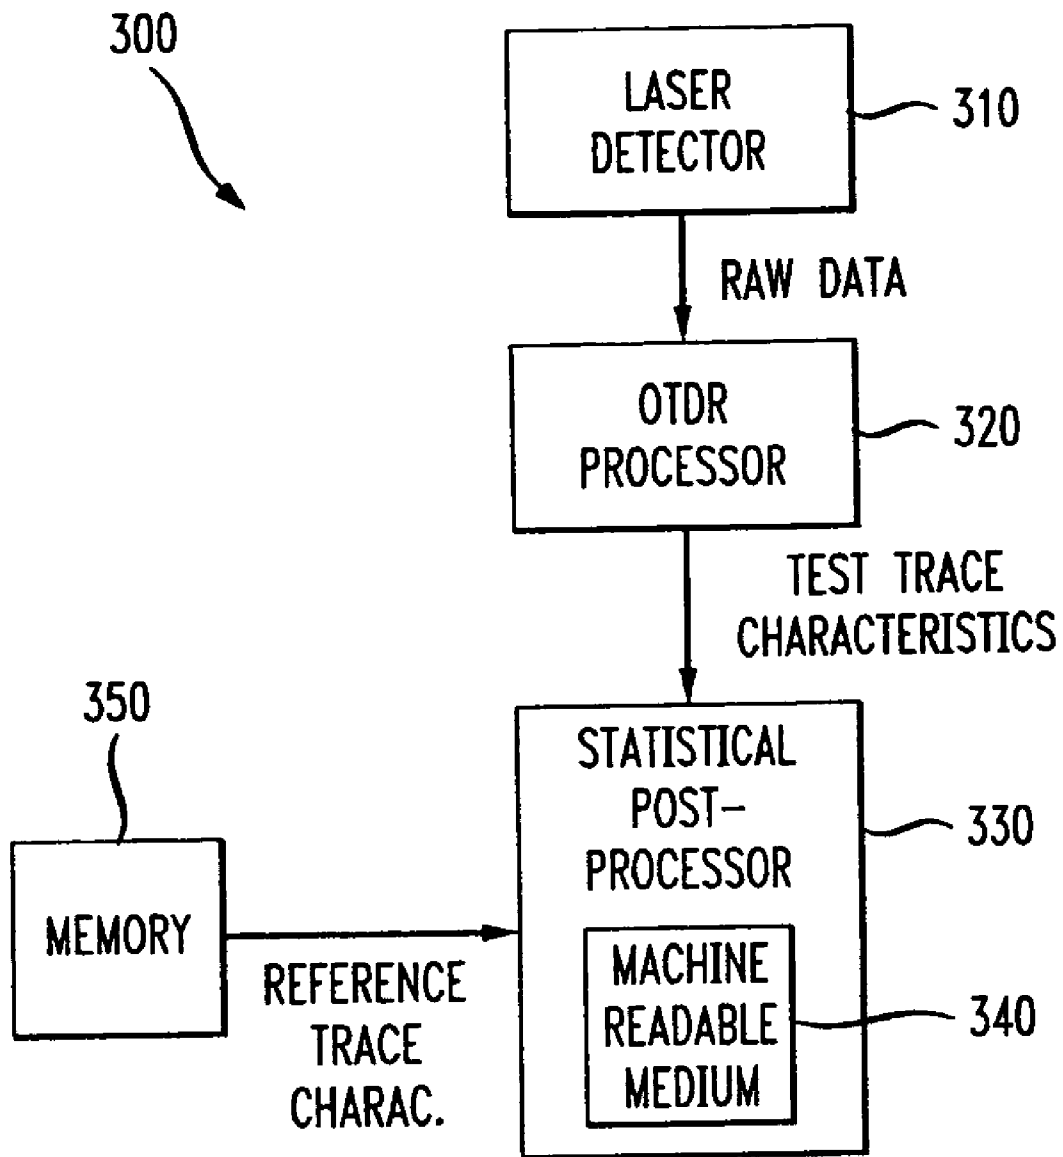 300
LASER
DETECTOR
310
RAW DATA
OTDR
PROCESSOR
320
TEST TRACE
CHARACTERISTICS
350
STATISTICAL
POST-
PROCESSOR
330
MEMORY
REFERENCE
TRACE
CHARAC.
MACHINE
READABLE
MEDIUM
340